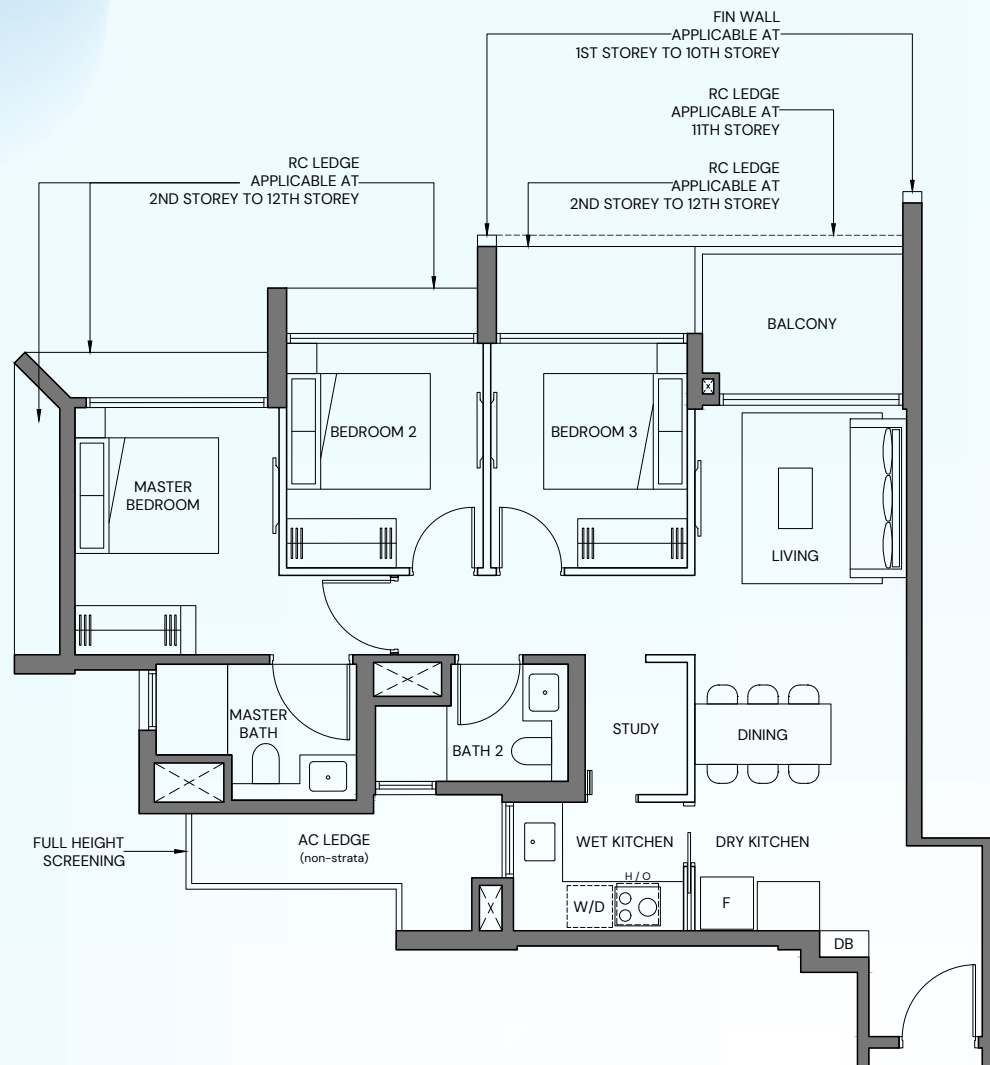 FIN WALL
APPLICABLE AT
1ST STOREY TO 10TH STOREY
RC LEDGE
APPLICABLE AT
11TH STOREY
RC LEDGE
APPLICABLE AT
2ND STOREY TO 12TH STOREY
RC LEDGE
APPLICABLE AT
2ND STOREY TO 12TH STOREY
BALCONY
BEDROOM 2
BEDROOM 3
MASTER
BEDROOM
LIVING
MASTER
BATH
BATH 2
STUDY
DINING
FULL HEIGHT
SCREENING
AC LEDGE
(non-strata)
WET KITCHEN
DRY KITCHEN
H / O
W/D
F
DB